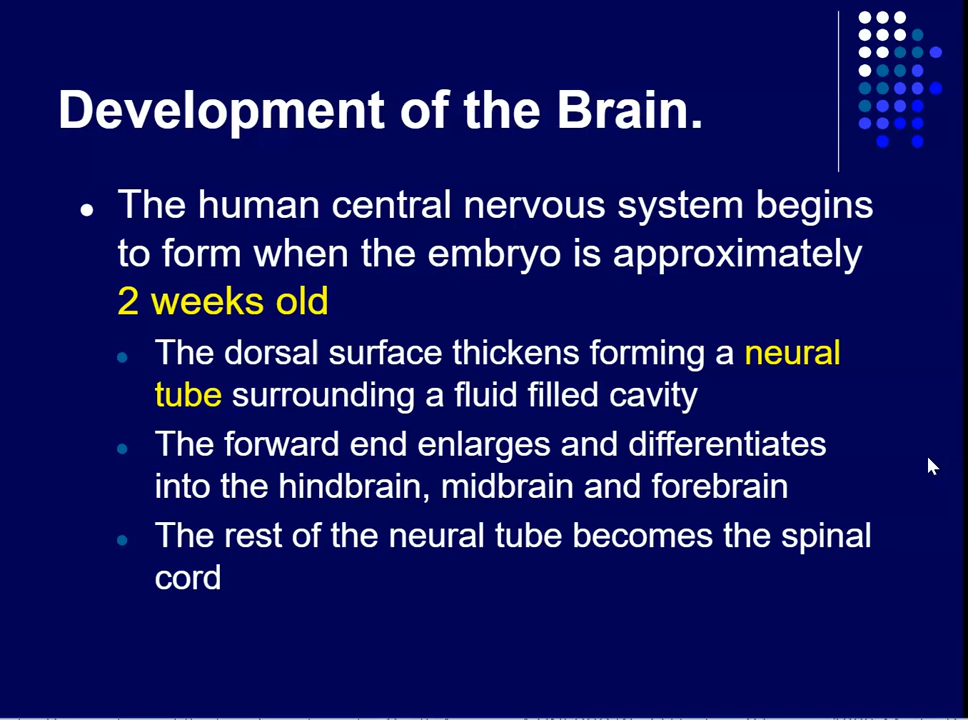 Development of the Brain.
The human central nervous system begins
to form when the embryo is approximately
2 weeks old
The dorsal surface thickens forming a neural
tube surrounding a fluid filled cavity
The forward end enlarges and differentiates
into the hindbrain, midbrain and forebrain
The rest of the neural tube becomes the spinal
cord